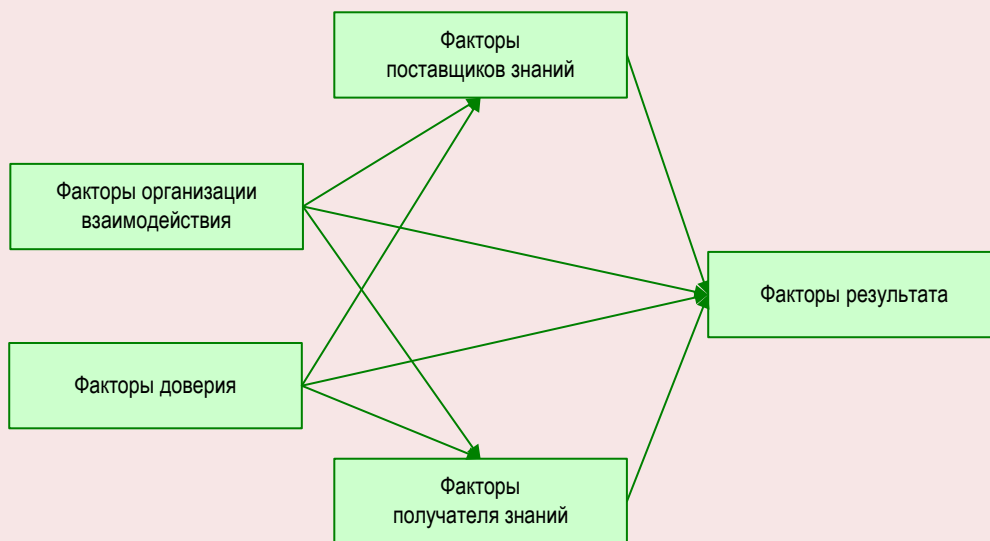 Факторы
поставщиков знаний
Факторы организации
взаимодействия
Факторы результата
Факторы доверия
Факторы
получателя знаний